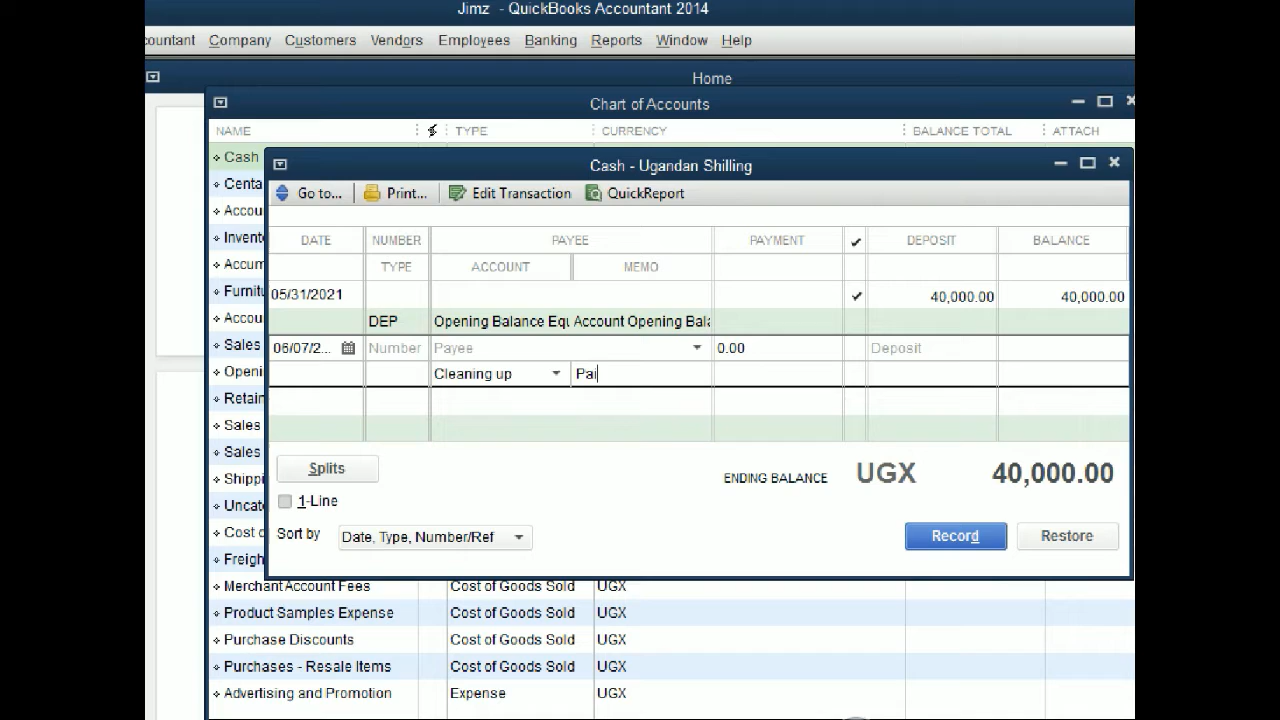 Jimz - QuickBooks Accountant 2014
ountant Company Customers Vendors Employees Banking Reports Window Help
Home
Chart of Accounts
NAME TYPE CURRENCY BALANCE TOTAL ATTACH
Cash
Cash - Ugandan Shilling
Centa
Go to... Print... Edit Transaction QuickReport
Accou
Invent
DATE NUMBER PAYEE PAYMENT ✓ DEPOSIT BALANCE
Accum
TYPE ACCOUNT MEMO
Furnitu
05/31/2021 ✓ 40,000.00 40,000.00
Accou
DEP Opening Balance Equ Account Opening Bala
Sales
06/07/2... Number Payee 0.00 Deposit
Openi
Cleaning up Pai
Retain
Sales
Sales
Shippi
Splits ENDING BALANCE UGX 40,000.00
Uncate
1-Line
Cost o
Sort by Date, Type, Number/Ref Record Restore
Freigh
Merchant Account Fees Cost of Goods Sold UGX
Product Samples Expense Cost of Goods Sold UGX
Purchase Discounts Cost of Goods Sold UGX
Purchases - Resale Items Cost of Goods Sold UGX
Advertising and Promotion Expense UGX